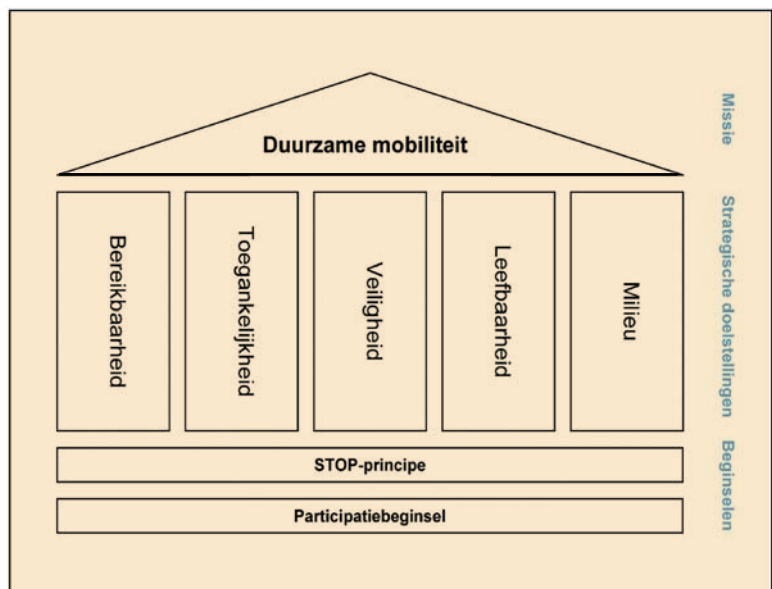 Duurzame mobiliteit
Missie
Bereikbaarheid
Toegankelijkheid
Veiligheid
Leefbaarheid
Milieu
Strategische doelstellingen
STOP-principe
Participatiebeginsel
Beginselen